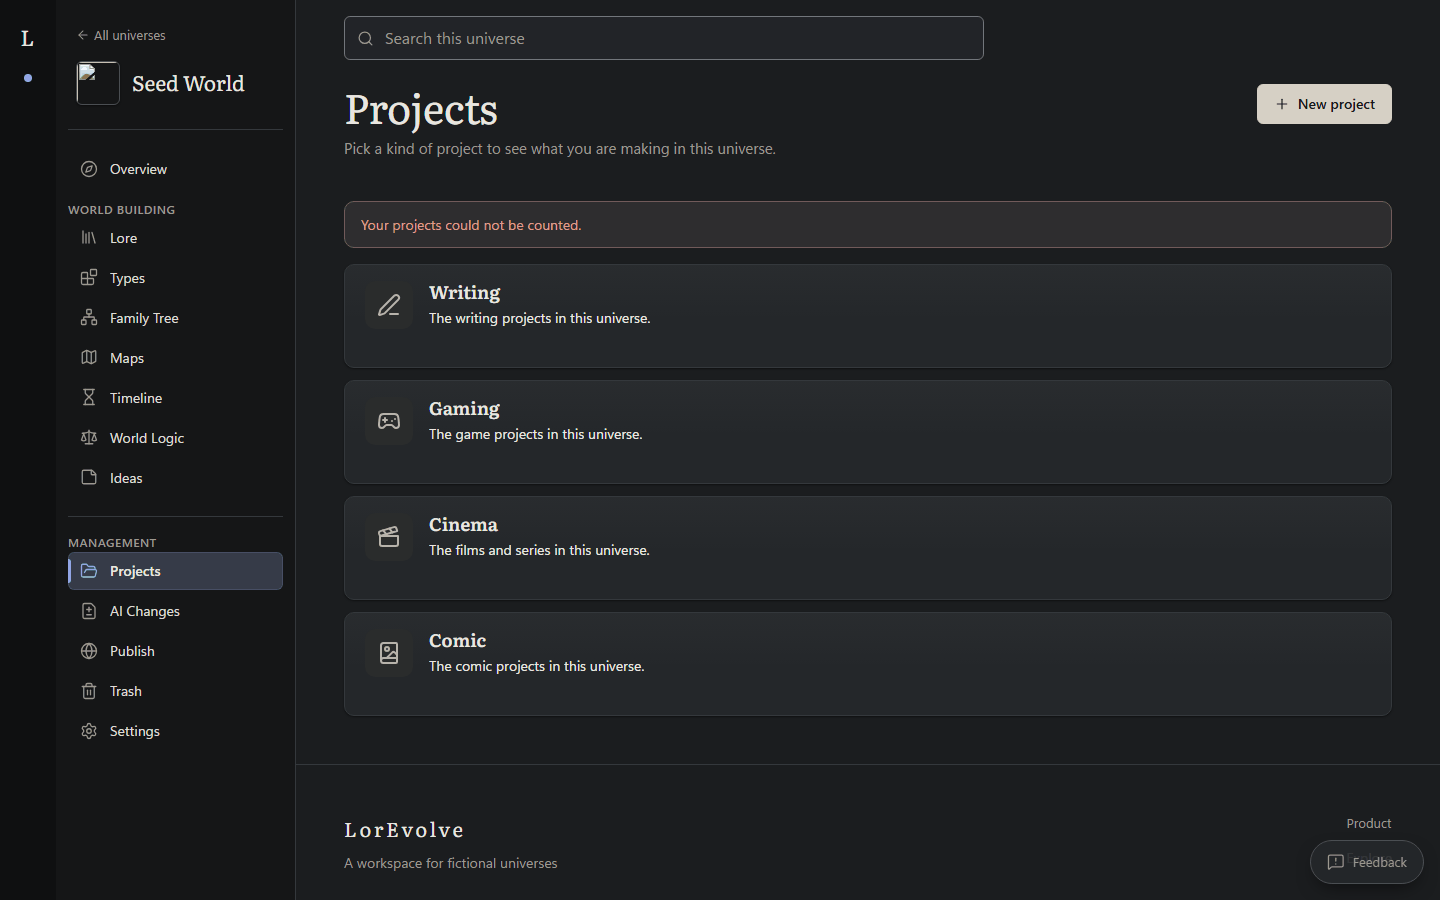 L
All universes
Seed World
Overview
WORLD BUILDING
Lore
Types
Family Tree
Maps
Timeline
World Logic
Ideas
MANAGEMENT
Projects
AI Changes
Publish
Trash
Settings
Search this universe
Projects
New project
Pick a kind of project to see what you are making in this universe.
Your projects could not be counted.
Writing
The writing projects in this universe.
Gaming
The game projects in this universe.
Cinema
The films and series in this universe.
Comic
The comic projects in this universe.
LorEvolve
A workspace for fictional universes
Product
Feedback